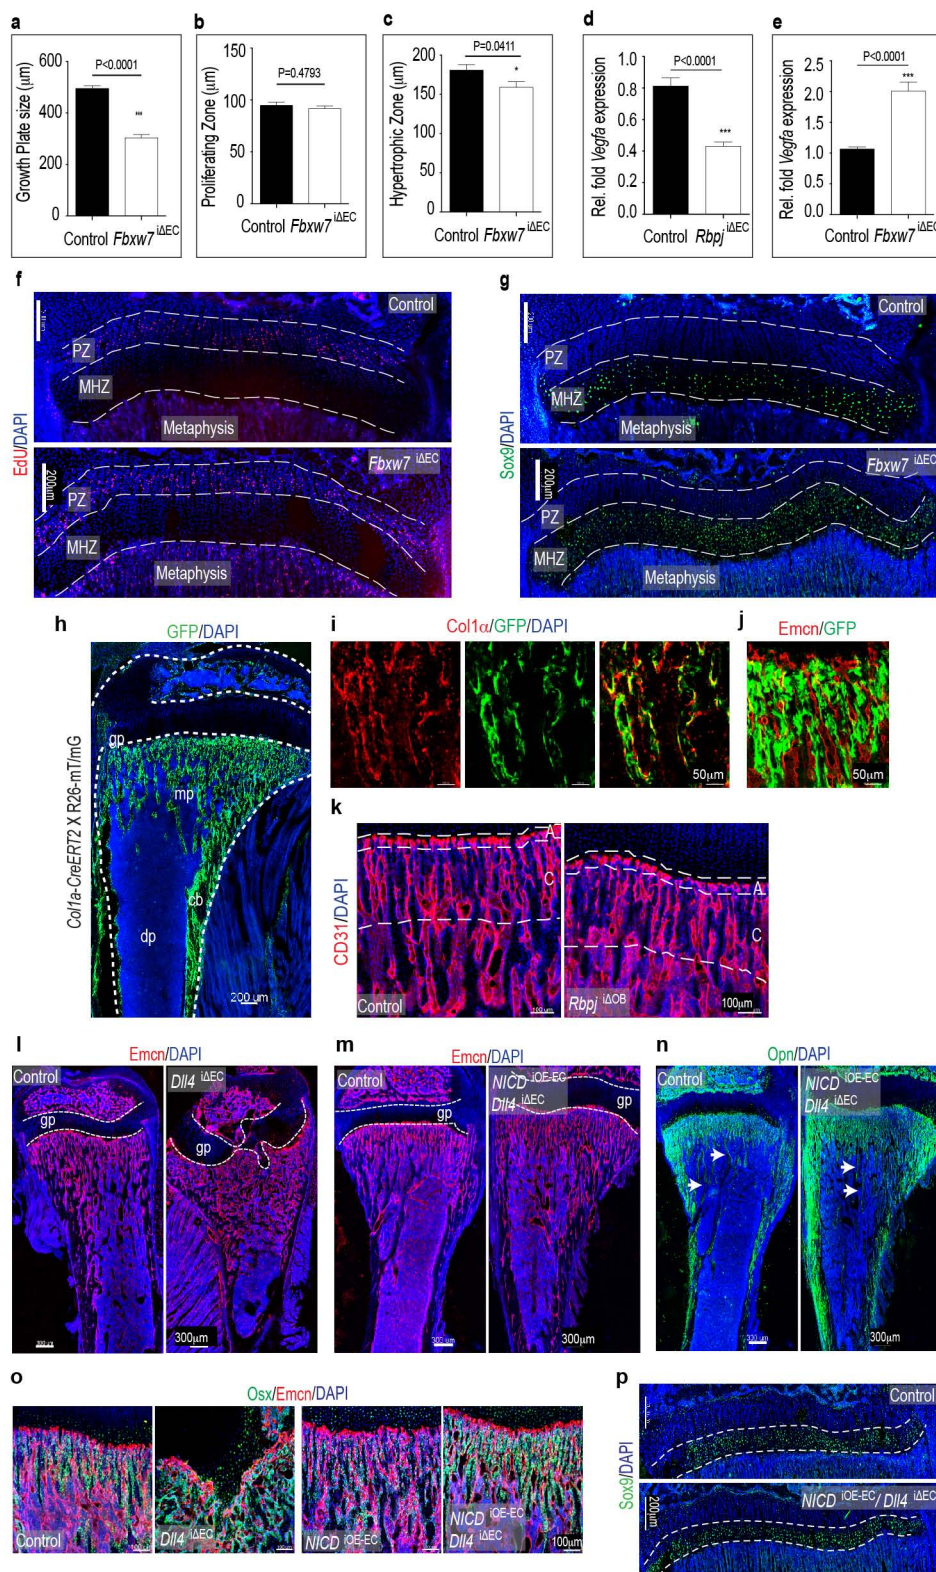 a
Growth Plate size (µm)
600
400
200
0
P<0.0001
***
Control Fbxw7 iΔEC
b
Proliferating Zone (µm)
150
100
50
0
P=0.4793
Control Fbxw7 iΔEC
c
Hypertrophic Zone (µm)
200
150
100
50
0
P=0.0411
*
Control Fbxw7 iΔEC
d
Rel. fold Vegfa expression
1.0
0.8
0.6
0.4
0.2
0.0
P<0.0001
***
Control Rbpj iΔEC
e
Rel. fold Vegfa expression
2.5
2.0
1.5
1.0
0.5
0.0
P<0.0001
***
Control Fbxw7 iΔEC
f
EdU/DAPI
Control
PZ
MHZ
Metaphysis
200µm
Fbxw7 iΔEC
PZ
MHZ
Metaphysis
g
Sox9/DAPI
Control
PZ
MHZ
Metaphysis
200µm
Fbxw7 iΔEC
PZ
MHZ
Metaphysis
h
GFP/DAPI
Col1a-CreERT2 X R26-mT/mG
gp
mp
cb
dp
200 µm
i
Col1α/GFP/DAPI
50µm
j
Emcn/GFP
50µm
k
CD31/DAPI
A
C
Control
100µm
A
C
Rbpj iΔOB
100µm
l
Emcn/DAPI
Control
gp
300µm
Dll4 iΔEC
gp
300µm
m
Emcn/DAPI
Control
gp
300µm
NICD iOE-EC
Dll4 iΔEC
gp
300µm
n
Opn/DAPI
Control
300µm
NICD iOE-EC
Dll4 iΔEC
300µm
o
Osx/Emcn/DAPI
Control
100µm
Dll4 iΔEC
NICD iOE-EC
NICD iOE-EC
Dll4 iΔEC
100µm
p
Sox9/DAPI
Control
200µm
NICD iOE-EC/ Dll4 iΔEC